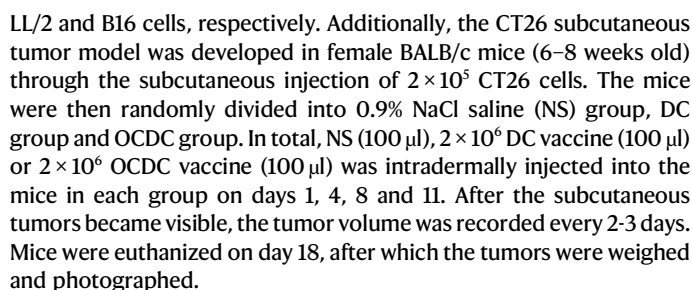 LL/2 and B16 cells, respectively. Additionally, the CT26 subcutaneous
tumor model was developed in female BALB/c mice (6–8 weeks old)
through the subcutaneous injection of 2 × 10⁵ CT26 cells. The mice
were then randomly divided into 0.9% NaCl saline (NS) group, DC
group and OCDC group. In total, NS (100 μl), 2 × 10⁶ DC vaccine (100 μl)
or 2 × 10⁶ OCDC vaccine (100 μl) was intradermally injected into the
mice in each group on days 1, 4, 8 and 11. After the subcutaneous
tumors became visible, the tumor volume was recorded every 2-3 days.
Mice were euthanized on day 18, after which the tumors were weighed
and photographed.